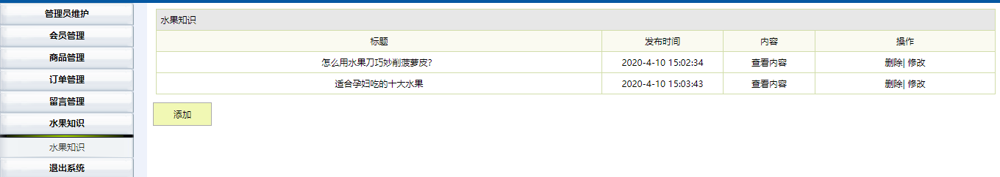 管理员维护
会员管理
商品管理
订单管理
留言管理
水果知识
水果知识
退出系统
水果知识
标题 发布时间 内容 操作
怎么用水果刀巧妙削菠萝皮? 2020-4-10 15:02:34 查看内容 删除| 修改
适合孕妇吃的十大水果 2020-4-10 15:03:43 查看内容 删除| 修改
添加